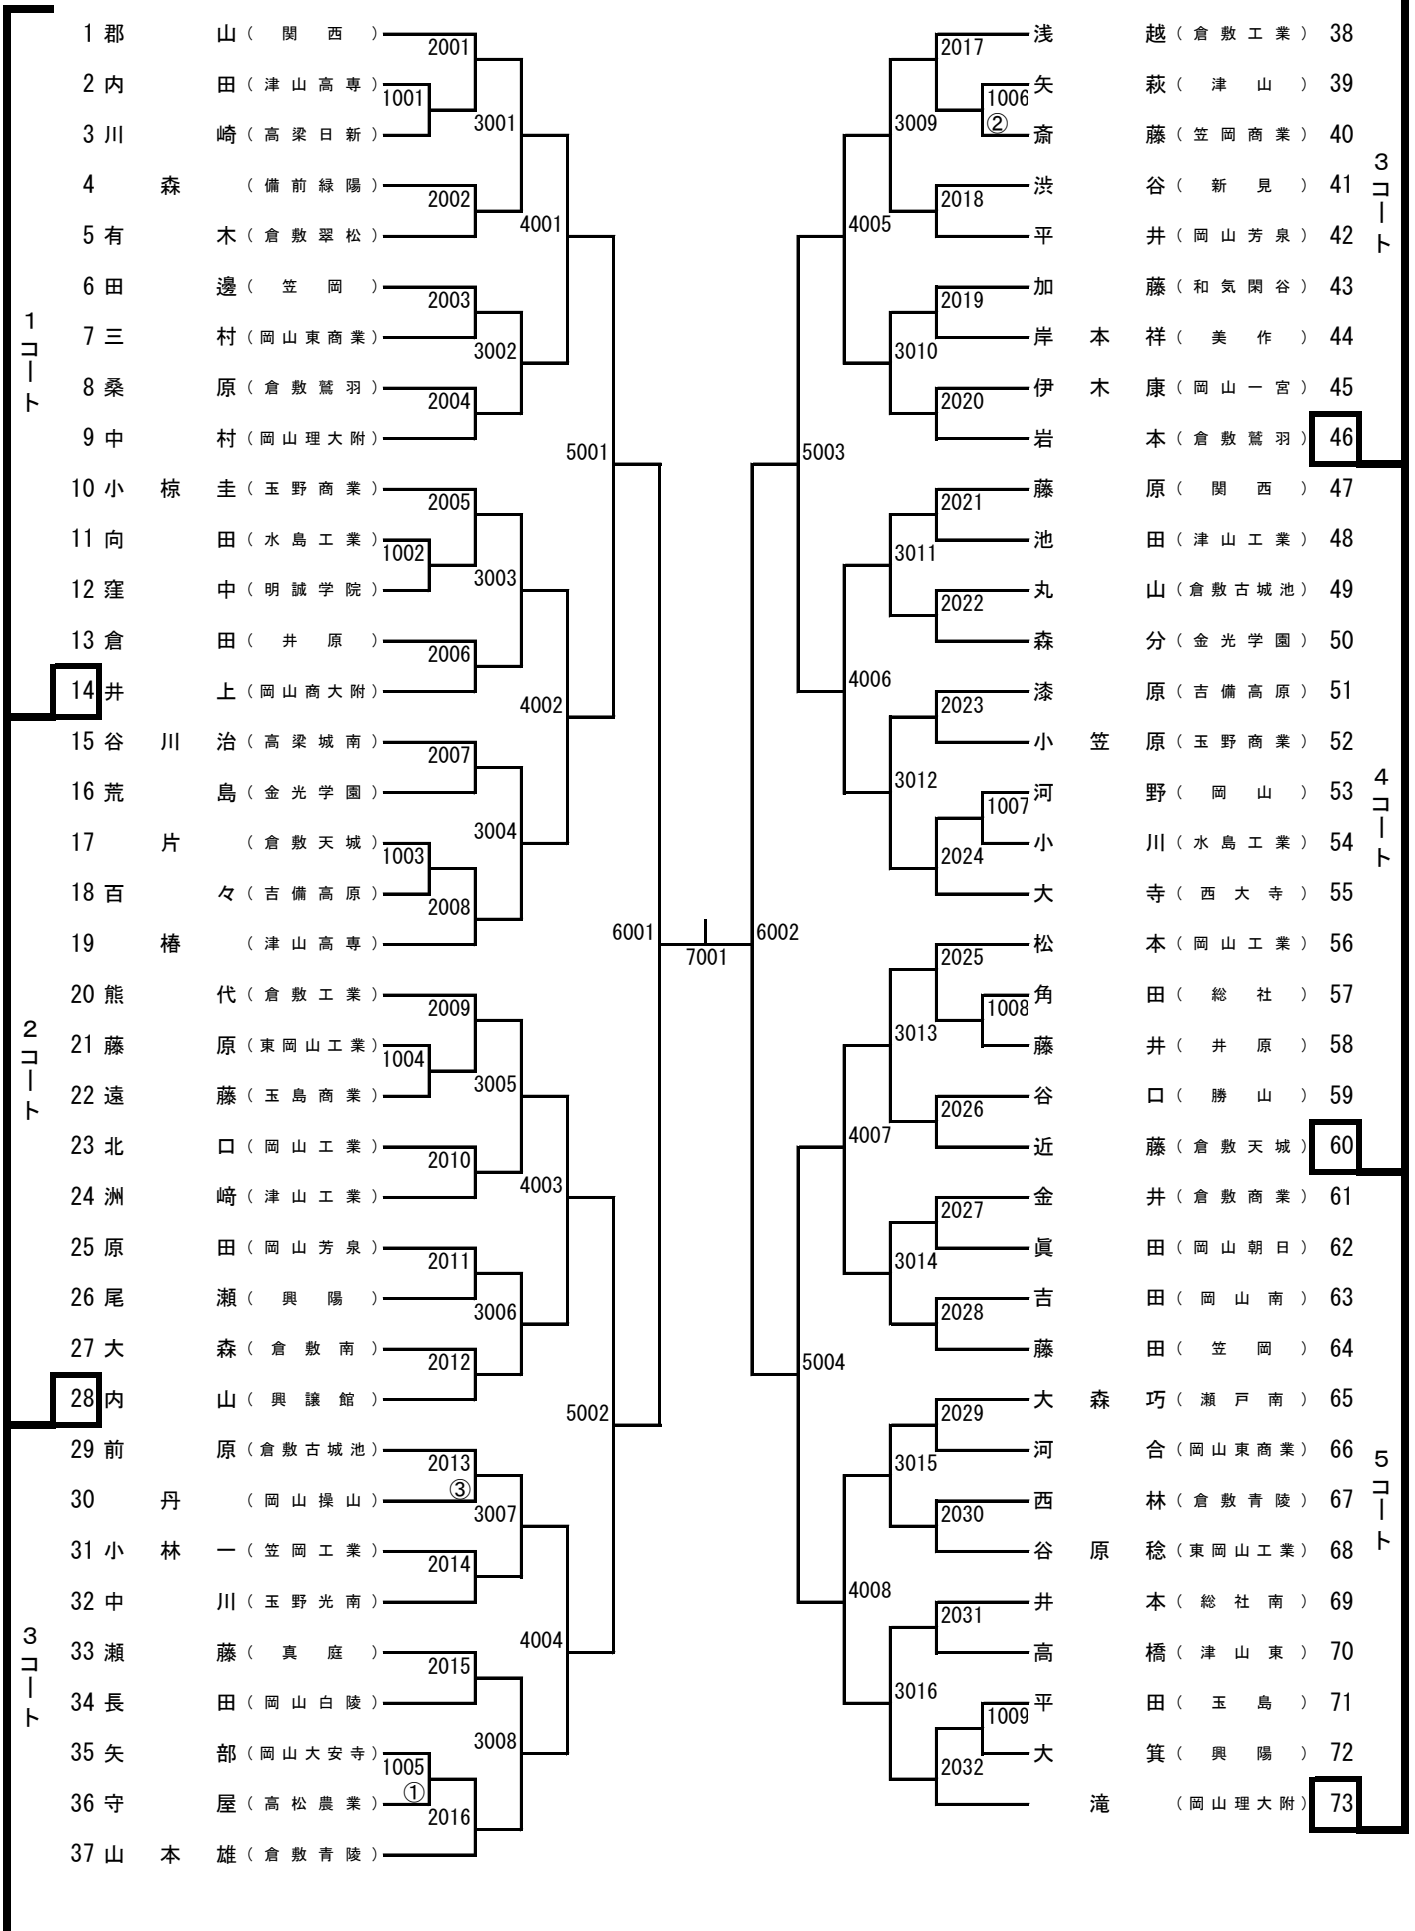 1コート
2コート
3コート
1 郡山（関西）
2 内田（津山高専）
3 川崎（高梁日新）
4 森（備前緑陽）
5 有木（倉敷翠松）
6 田邊（笠岡）
7 三村（岡山東商業）
8 桑原（倉敷鷲羽）
9 中村（岡山理大附）
10 小椋圭（玉野商業）
11 向田（水島工業）
12 窪中（明誠学院）
13 倉田（井原）
14 井上（岡山商大附）
15 谷川治（高梁城南）
16 荒島（金光学園）
17 片（倉敷天城）
18 百々（吉備高原）
19 椿（津山高専）
20 熊代（倉敷工業）
21 藤原（東岡山工業）
22 遠藤（玉島商業）
23 北口（岡山工業）
24 洲﨑（津山工業）
25 原田（岡山芳泉）
26 尾瀬（興陽）
27 大森（倉敷南）
28 内山（興譲館）
29 前原（倉敷古城池）
30 丹（岡山操山）
31 小林一（笠岡工業）
32 中川（玉野光南）
33 瀬藤（真庭）
34 長田（岡山白陵）
35 矢部（岡山大安寺）
36 守屋（高松農業）
37 山本雄（倉敷青陵）
1001
1002
1003
1004
1005
①
2001
2002
2003
2004
2005
2006
2007
2008
2009
2010
2011
2012
2013
③
2014
2015
2016
3001
3002
3003
3004
3005
3006
3007
3008
4001
4002
4003
4004
5001
5002
6001
7001
6002
5003
5004
4005
4006
4007
4008
3009
3010
3011
3012
3013
3014
3015
3016
2017
2018
2019
2020
2021
2022
2023
2024
2025
2026
2027
2028
2029
2030
2031
2032
1006
②
1007
1008
1009
浅越（倉敷工業） 38
矢萩（津山） 39
斎藤（笠岡商業） 40
渋谷（新見） 41
平井（岡山芳泉） 42
加藤（和気閑谷） 43
岸本祥（美作） 44
伊木康（岡山一宮） 45
岩本（倉敷鷲羽） 46
藤原（関西） 47
池田（津山工業） 48
丸山（倉敷古城池） 49
森分（金光学園） 50
漆原（吉備高原） 51
小笠原（玉野商業） 52
河野（岡山） 53
小川（水島工業） 54
大寺（西大寺） 55
松本（岡山工業） 56
角田（総社） 57
藤井（井原） 58
谷口（勝山） 59
近藤（倉敷天城） 60
金井（倉敷商業） 61
眞田（岡山朝日） 62
吉田（岡山南） 63
藤田（笠岡） 64
大森巧（瀬戸南） 65
河合（岡山東商業） 66
西林（倉敷青陵） 67
谷原稔（東岡山工業） 68
井本（総社南） 69
高橋（津山東） 70
平田（玉島） 71
大箕（興陽） 72
滝（岡山理大附） 73
3コート
4コート
5コート